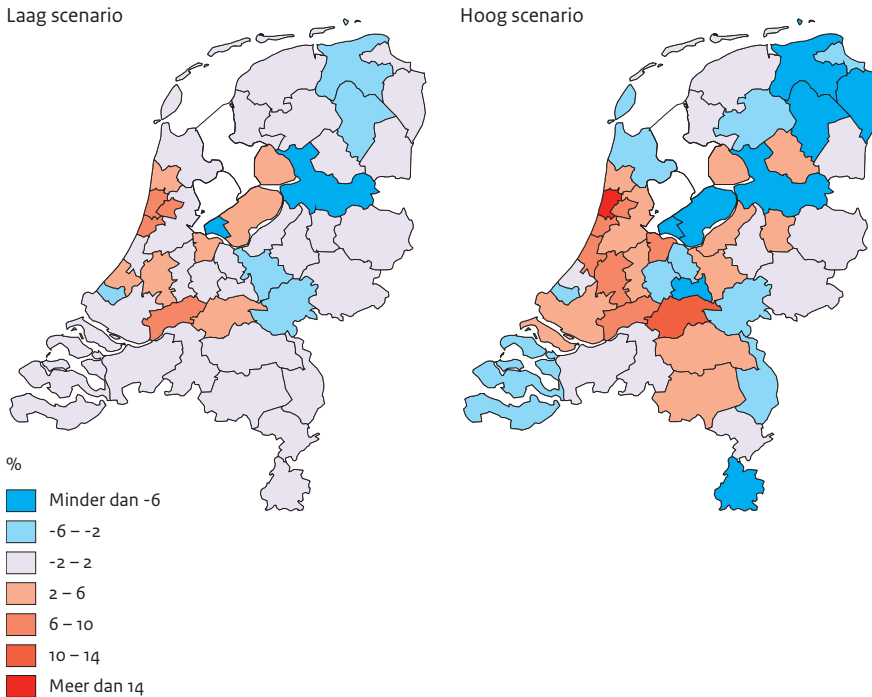 Laag scenario
Hoog scenario
%
Minder dan -6
-6 – -2
-2 – 2
2 – 6
6 – 10
10 – 14
Meer dan 14